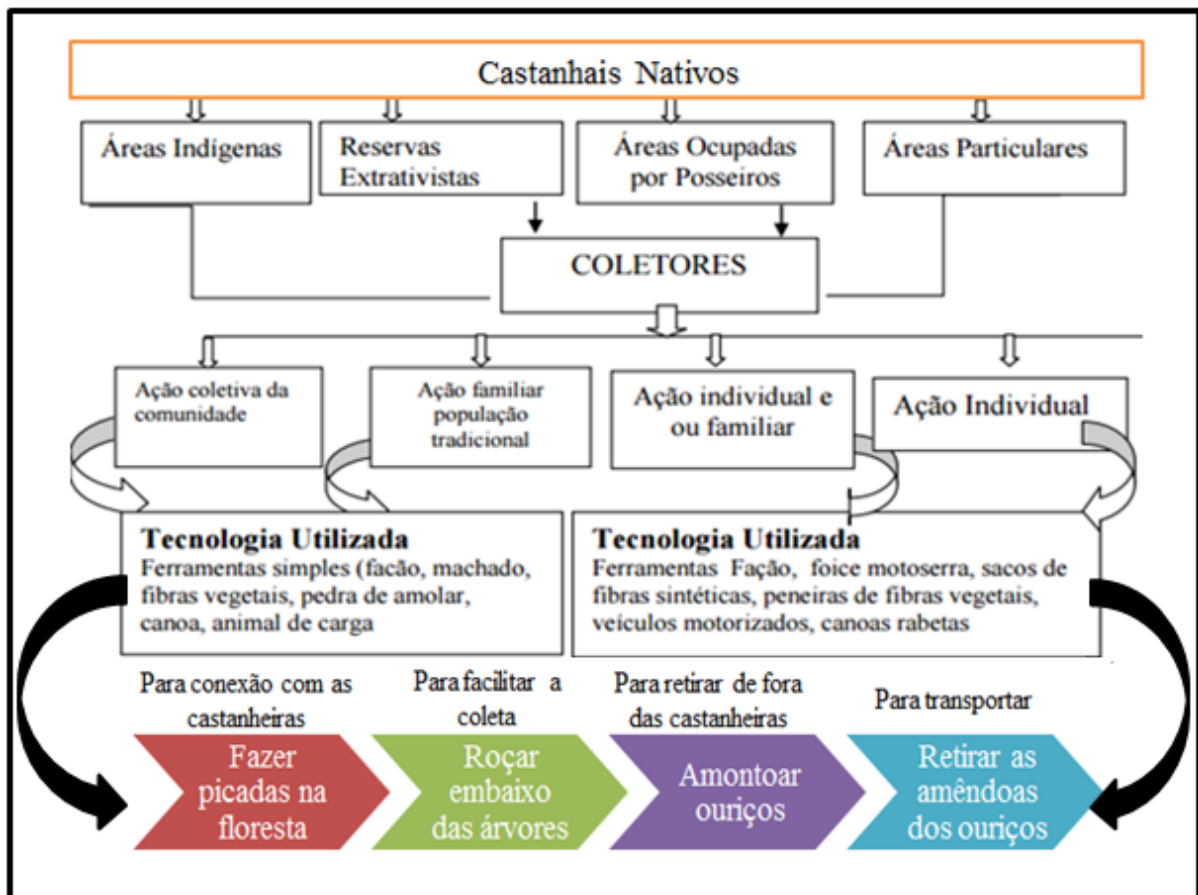 Castanhais Nativos
Áreas Indígenas
Reservas
Extrativistas
Áreas Ocupadas
por Posseiros
Áreas Particulares
COLETORES
Ação coletiva da
comunidade
Ação familiar
população
tradicional
Ação individual e
ou familiar
Ação Individual
Tecnologia Utilizada
Ferramentas simples (facão, machado,
fibras vegetais, pedra de amolar,
canoa, animal de carga
Tecnologia Utilizada
Ferramentas Fação, foice motoserra, sacos de
fibras sintéticas, peneiras de fibras vegetais,
veículos motorizados, canoas rabetas
Para conexão com as
castanheiras
Para facilitar a
coleta
Para retirar de fora
das castanheiras
Para transportar
Fazer
picadas na
floresta
Roçar
embaixo
das árvores
Amontoar
ouriços
Retirar as
amêndoas
dos ouriços